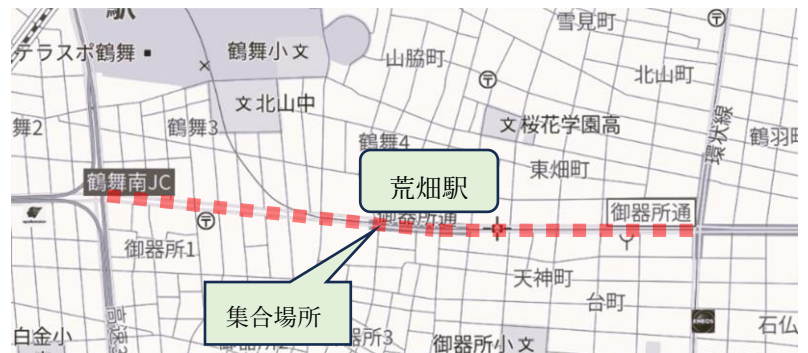 駅
雪見町
テラスポ鶴舞
鶴舞小
文
山脇町
北山町
文
北山中
環状線
舞2
鶴舞3
文
桜花学園高
鶴舞4
鶴羽町
荒畑駅
東畑町
鶴舞南JC
御器所通
御器所通
御器所1
天神町
集合場所
台町
高速3
ENEOS
石仏
白金小
器所3
御器所小
文